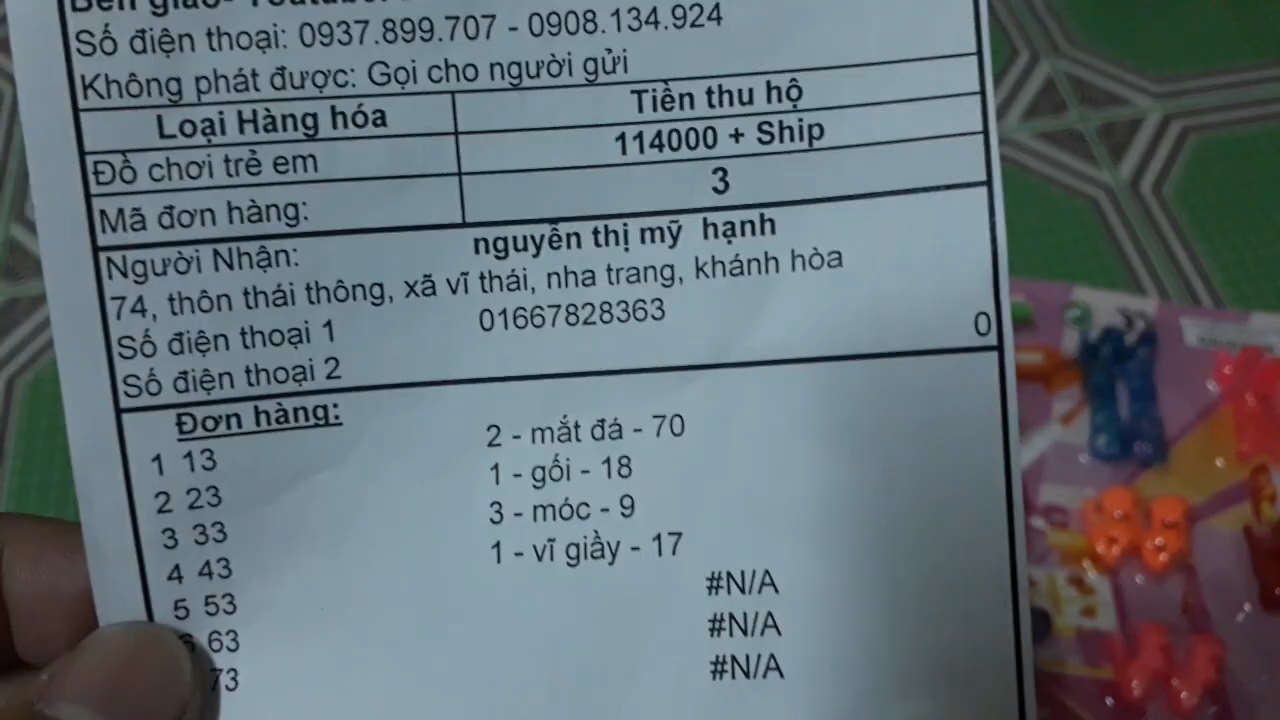 Bên giao- Youtube
Số điện thoại: 0937.899.707 - 0908.134.924
Không phát được: Gọi cho người gửi
Loại Hàng hóa Tiền thu hộ
Đồ chơi trẻ em 114000 + Ship
Mã đơn hàng: 3
Người Nhận: nguyễn thị mỹ hạnh
74, thôn thái thông, xã vĩ thái, nha trang, khánh hòa
Số điện thoại 1 01667828363
Số điện thoại 2 0
Đơn hàng:
1 13 2 - mắt đá - 70
2 23 1 - gối - 18
3 33 3 - móc - 9
4 43 1 - vĩ giầy - 17
5 53 #N/A
6 63 #N/A
73 #N/A